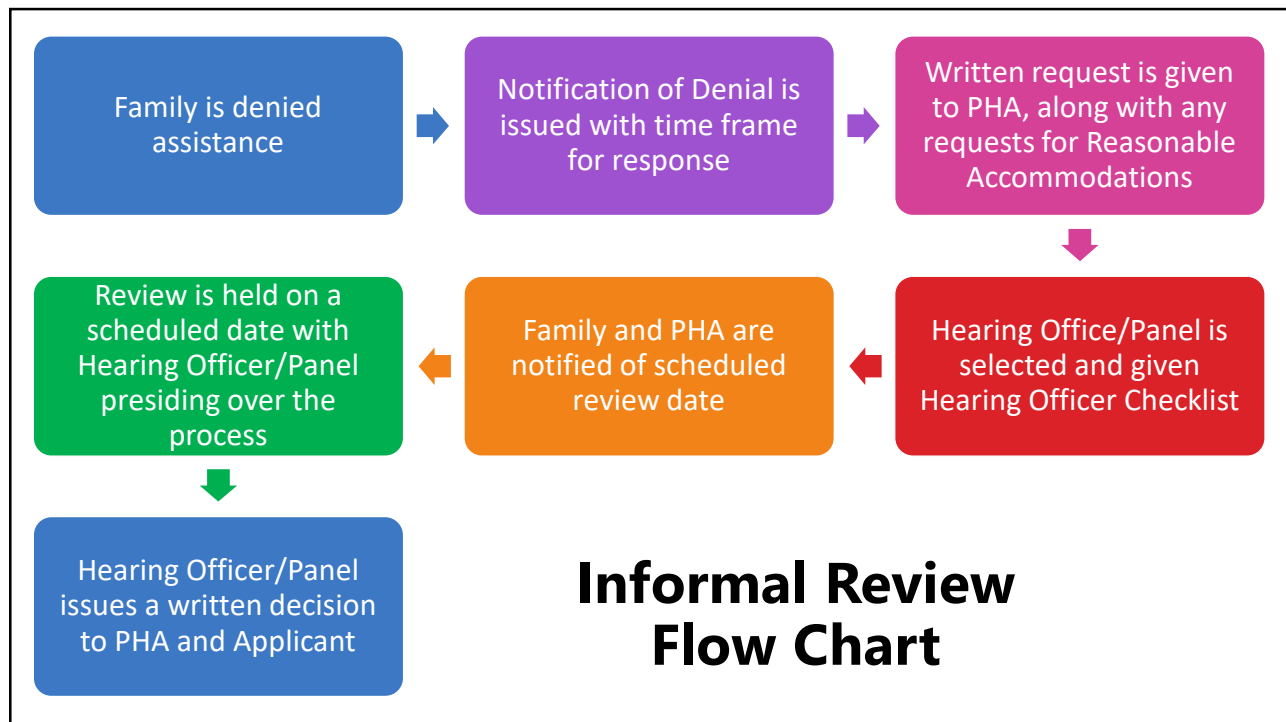 Family is denied
assistance
Notification of Denial is
issued with time frame
for response
Written request is given
to PHA, along with any
requests for Reasonable
Accommodations
Hearing Office/Panel is
selected and given
Hearing Officer Checklist
Family and PHA are
notified of scheduled
review date
Review is held on a
scheduled date with
Hearing Officer/Panel
presiding over the
process
Hearing Officer/Panel
issues a written decision
to PHA and Applicant
Informal Review
Flow Chart